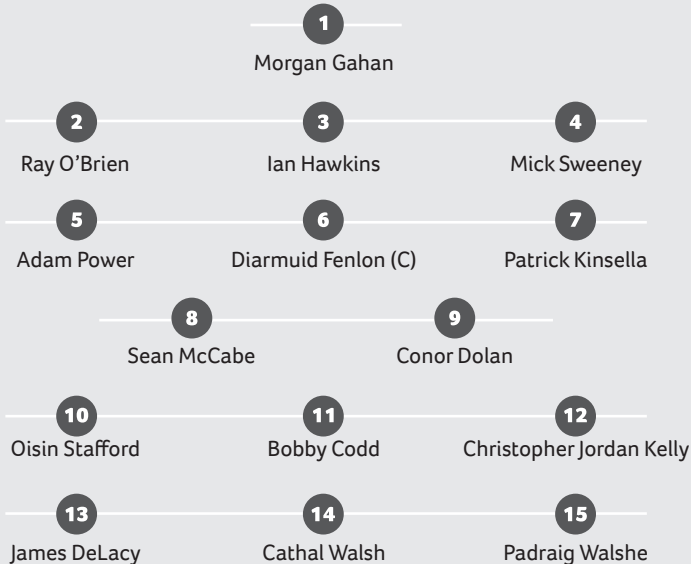 1
Morgan Gahan
2 3 4
Ray O’Brien Ian Hawkins Mick Sweeney
5 6 7
Adam Power Diarmuid Fenlon (C) Patrick Kinsella
8 9
Sean McCabe Conor Dolan
10 11 12
Oisin Stafford Bobby Codd Christopher Jordan Kelly
13 14 15
James DeLacy Cathal Walsh Padraig Walshe